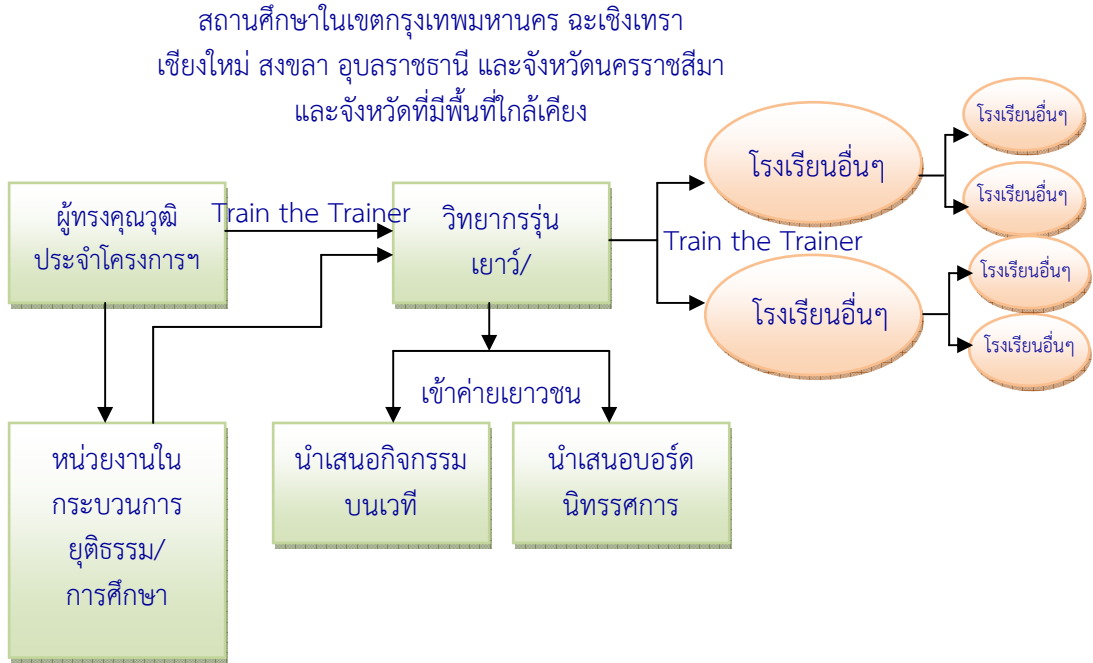 สถานศึกษาในเขตกรุงเทพมหานคร ฉะเชิงเทรา
เชียงใหม่ สงขลา อุบลราชธานี และจังหวัดนครราชสีมา
และจังหวัดที่มีพื้นที่ใกล้เคียง
ผู้ทรงคุณวุฒิ
ประจำโครงการฯ
Train the Trainer
วิทยากรรุ่น
เยาว์/
Train the Trainer
โรงเรียนอื่นๆ
โรงเรียนอื่นๆ
โรงเรียนอื่นๆ
โรงเรียนอื่นๆ
โรงเรียนอื่นๆ
โรงเรียนอื่นๆ
เข้าค่ายเยาวชน
หน่วยงานใน
กระบวนการ
ยุติธรรม/
การศึกษา
นำเสนอกิจกรรม
บนเวที
นำเสนอบอร์ด
นิทรรศการ